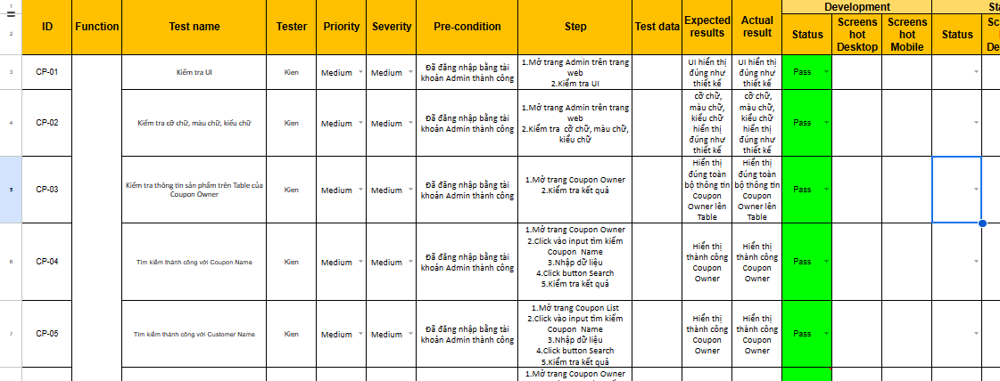 1
Development
Sta
2
ID
Function
Test name
Tester
Priority
Severity
Pre-condition
Step
Test data
Expected
results
Actual
result
Status
Screens
hot
Desktop
Screens
hot
Mobile
Status
Sc
De
3
CP-01
Kiểm tra UI
Kien
Medium
Medium
Đã đăng nhập bằng tài
khoản Admin thành công
1.Mở trang Admin trên trang
web
2.Kiểm tra UI
UI hiển thị
đúng như
thiết kế
UI hiển thị
đúng như
thiết kế
Pass
4
CP-02
Kiểm tra cỡ chữ, màu chữ, kiểu chữ
Kien
Medium
Medium
Đã đăng nhập bằng tài
khoản Admin thành công
1.Mở trang Admin trên trang
web
2.Kiểm tra cỡ chữ, màu chữ,
kiểu chữ
cỡ chữ,
màu chữ,
kiểu chữ
hiển thị
đúng như
thiết kế
cỡ chữ,
màu chữ,
kiểu chữ
hiển thị
đúng như
thiết kế
Pass
5
CP-03
Kiểm tra thông tin sản phẩm trên Table của
Coupon Owner
Kien
Medium
Medium
Đã đăng nhập bằng tài
khoản Admin thành công
1.Mở trang Coupon Owner
2.Kiểm tra kết quả
Hiển thị
đúng toàn
bộ thông tin
Coupon
Owner lên
Table
Hiển thị
đúng toàn
bộ thông tin
Coupon
Owner lên
Table
Pass
6
CP-04
Tìm kiếm thành công với Coupon Name
Kien
Medium
Medium
Đã đăng nhập bằng tài
khoản Admin thành công
1.Mở trang Coupon Owner
2.Click vào input tìm kiếm
Coupon Name
3.Nhập dữ liệu
4.Click button Search
5.Kiểm tra kết quả
Hiển thị
thành công
Coupon
Owner
Hiển thị
thành công
Coupon
Owner
Pass
7
CP-05
Tìm kiếm thành công với Customer Name
Kien
Medium
Medium
Đã đăng nhập bằng tài
khoản Admin thành công
1.Mở trang Coupon List
2.Click vào input tìm kiếm
Coupon Name
3.Nhập dữ liệu
4.Click button Search
5.Kiểm tra kết quả
Hiển thị
thành công
Coupon
Owner
Hiển thị
thành công
Coupon
Owner
Pass
1.Mở trang Coupon Owner